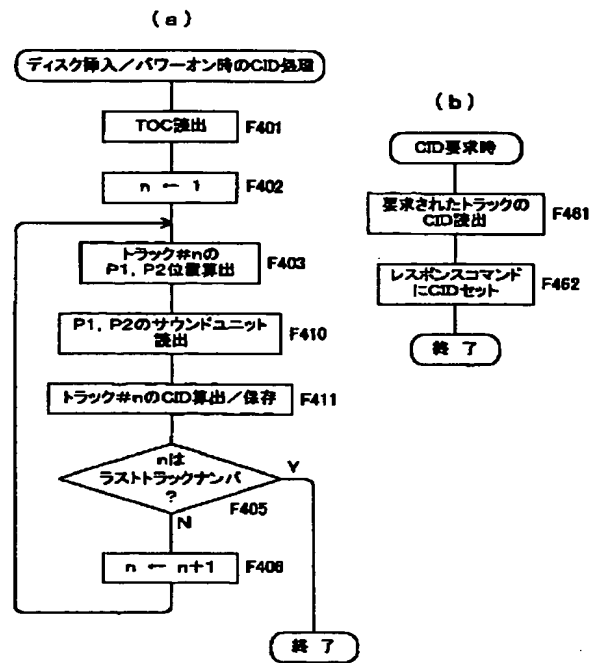 (a)
ディスク挿入／パワーオン時のCID処理
TOC読出 F401
n ← 1 F402
トラック#nの
P1, P2位置算出 F403
P1, P2のサウンドユニット
読出 F410
トラック#nのCID算出／保存 F411
nは
ラストトラックナンバ
?
Y
F405
N
n ← n+1 F406
終 了
(b)
CID要求時
要求されたトラックの
CID読出 F461
レスポンスコマンド
にCIDセット F462
終 了